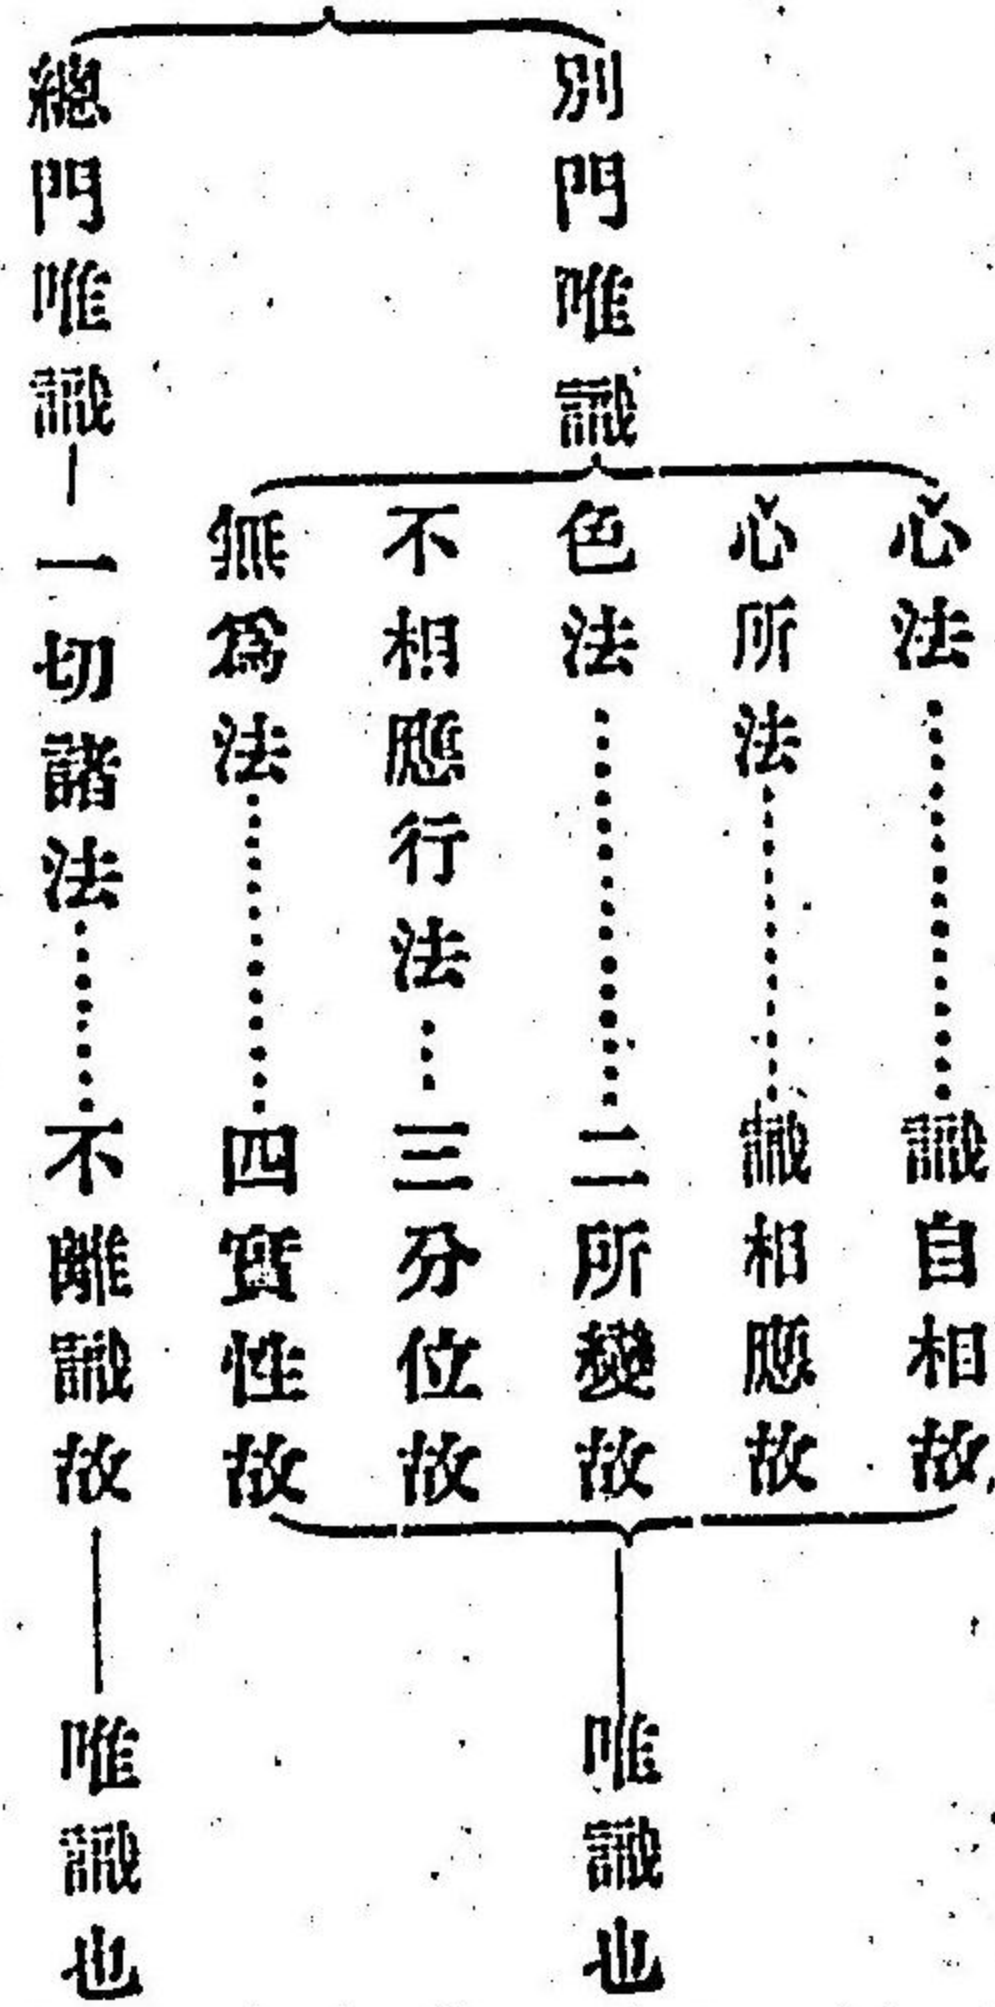 別門唯識
心法……識自相故
心所法……識相應故
色法……二所變故
不相應行法…三分位故
無爲法……四實性故
唯識也
總門唯識—一切諸法……不離識故—唯識也